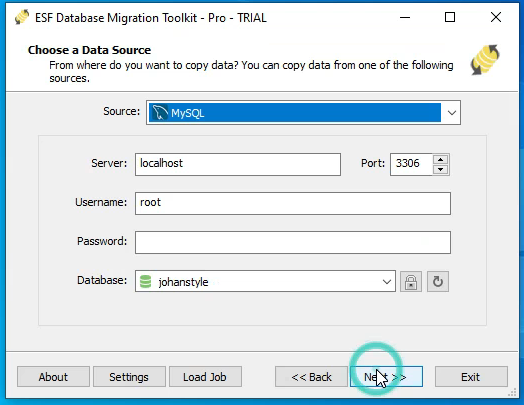 ESF Database Migration Toolkit - Pro - TRIAL
Choose a Data Source
From where do you want to copy data? You can copy data from one of the following
sources.
Source: MySQL
Server: localhost Port: 3306
Username: root
Password:
Database: johanstyle
About Settings Load Job << Back Next >> Exit